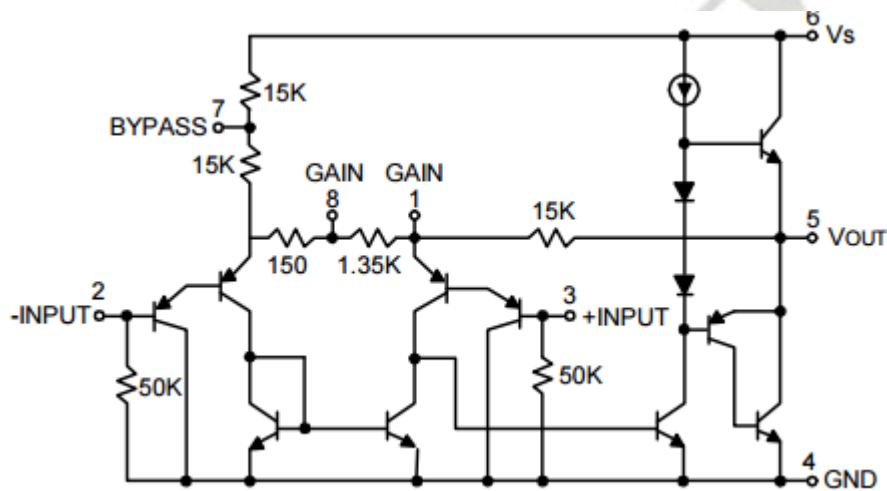 6
Vs
15K
7
BYPASS
15K
GAIN
GAIN
8
1
15K
5
VOUT
150
1.35K
2
-INPUT
3
+INPUT
50K
50K
4
GND